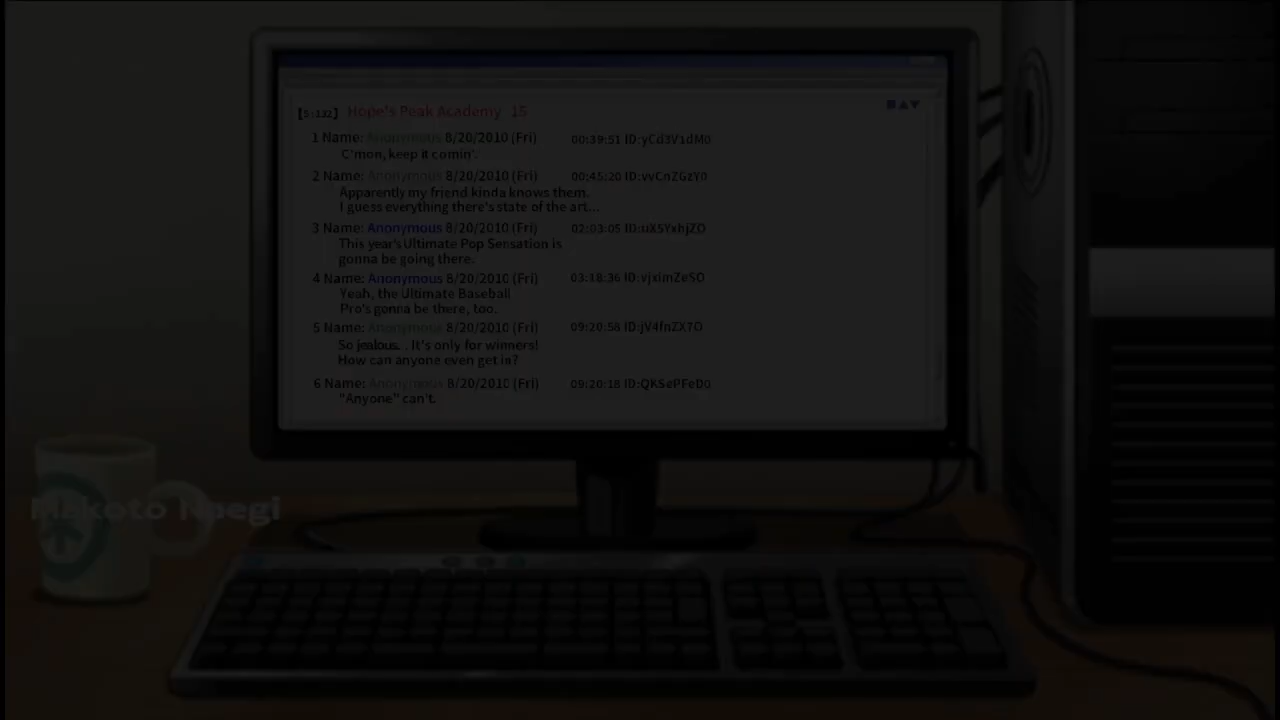 [5:132] Hope's Peak Academy 15
1 Name: Anonymous 8/20/2010 (Fri) 00:39:51 ID:yCd3V1dM0
C'mon, keep it comin'.
2 Name: Anonymous 8/20/2010 (Fri) 00:45:20 ID:vvCnZGzY0
Apparently my friend kinda knows them.
I guess everything there's state of the art...
3 Name: Anonymous 8/20/2010 (Fri) 02:03:05 ID:uX5YxhjZO
This year's Ultimate Pop Sensation is
gonna be going there.
4 Name: Anonymous 8/20/2010 (Fri) 03:18:36 ID:vjximZeSO
Yeah, the Ultimate Baseball
Pro's gonna be there, too.
5 Name: Anonymous 8/20/2010 (Fri) 09:20:58 ID:jV4fnZX7O
So jealous... It's only for winners!
How can anyone even get in?
6 Name: Anonymous 8/20/2010 (Fri) 09:20:18 ID:QKSePFeD0
"Anyone" can't.
Makoto Naegi